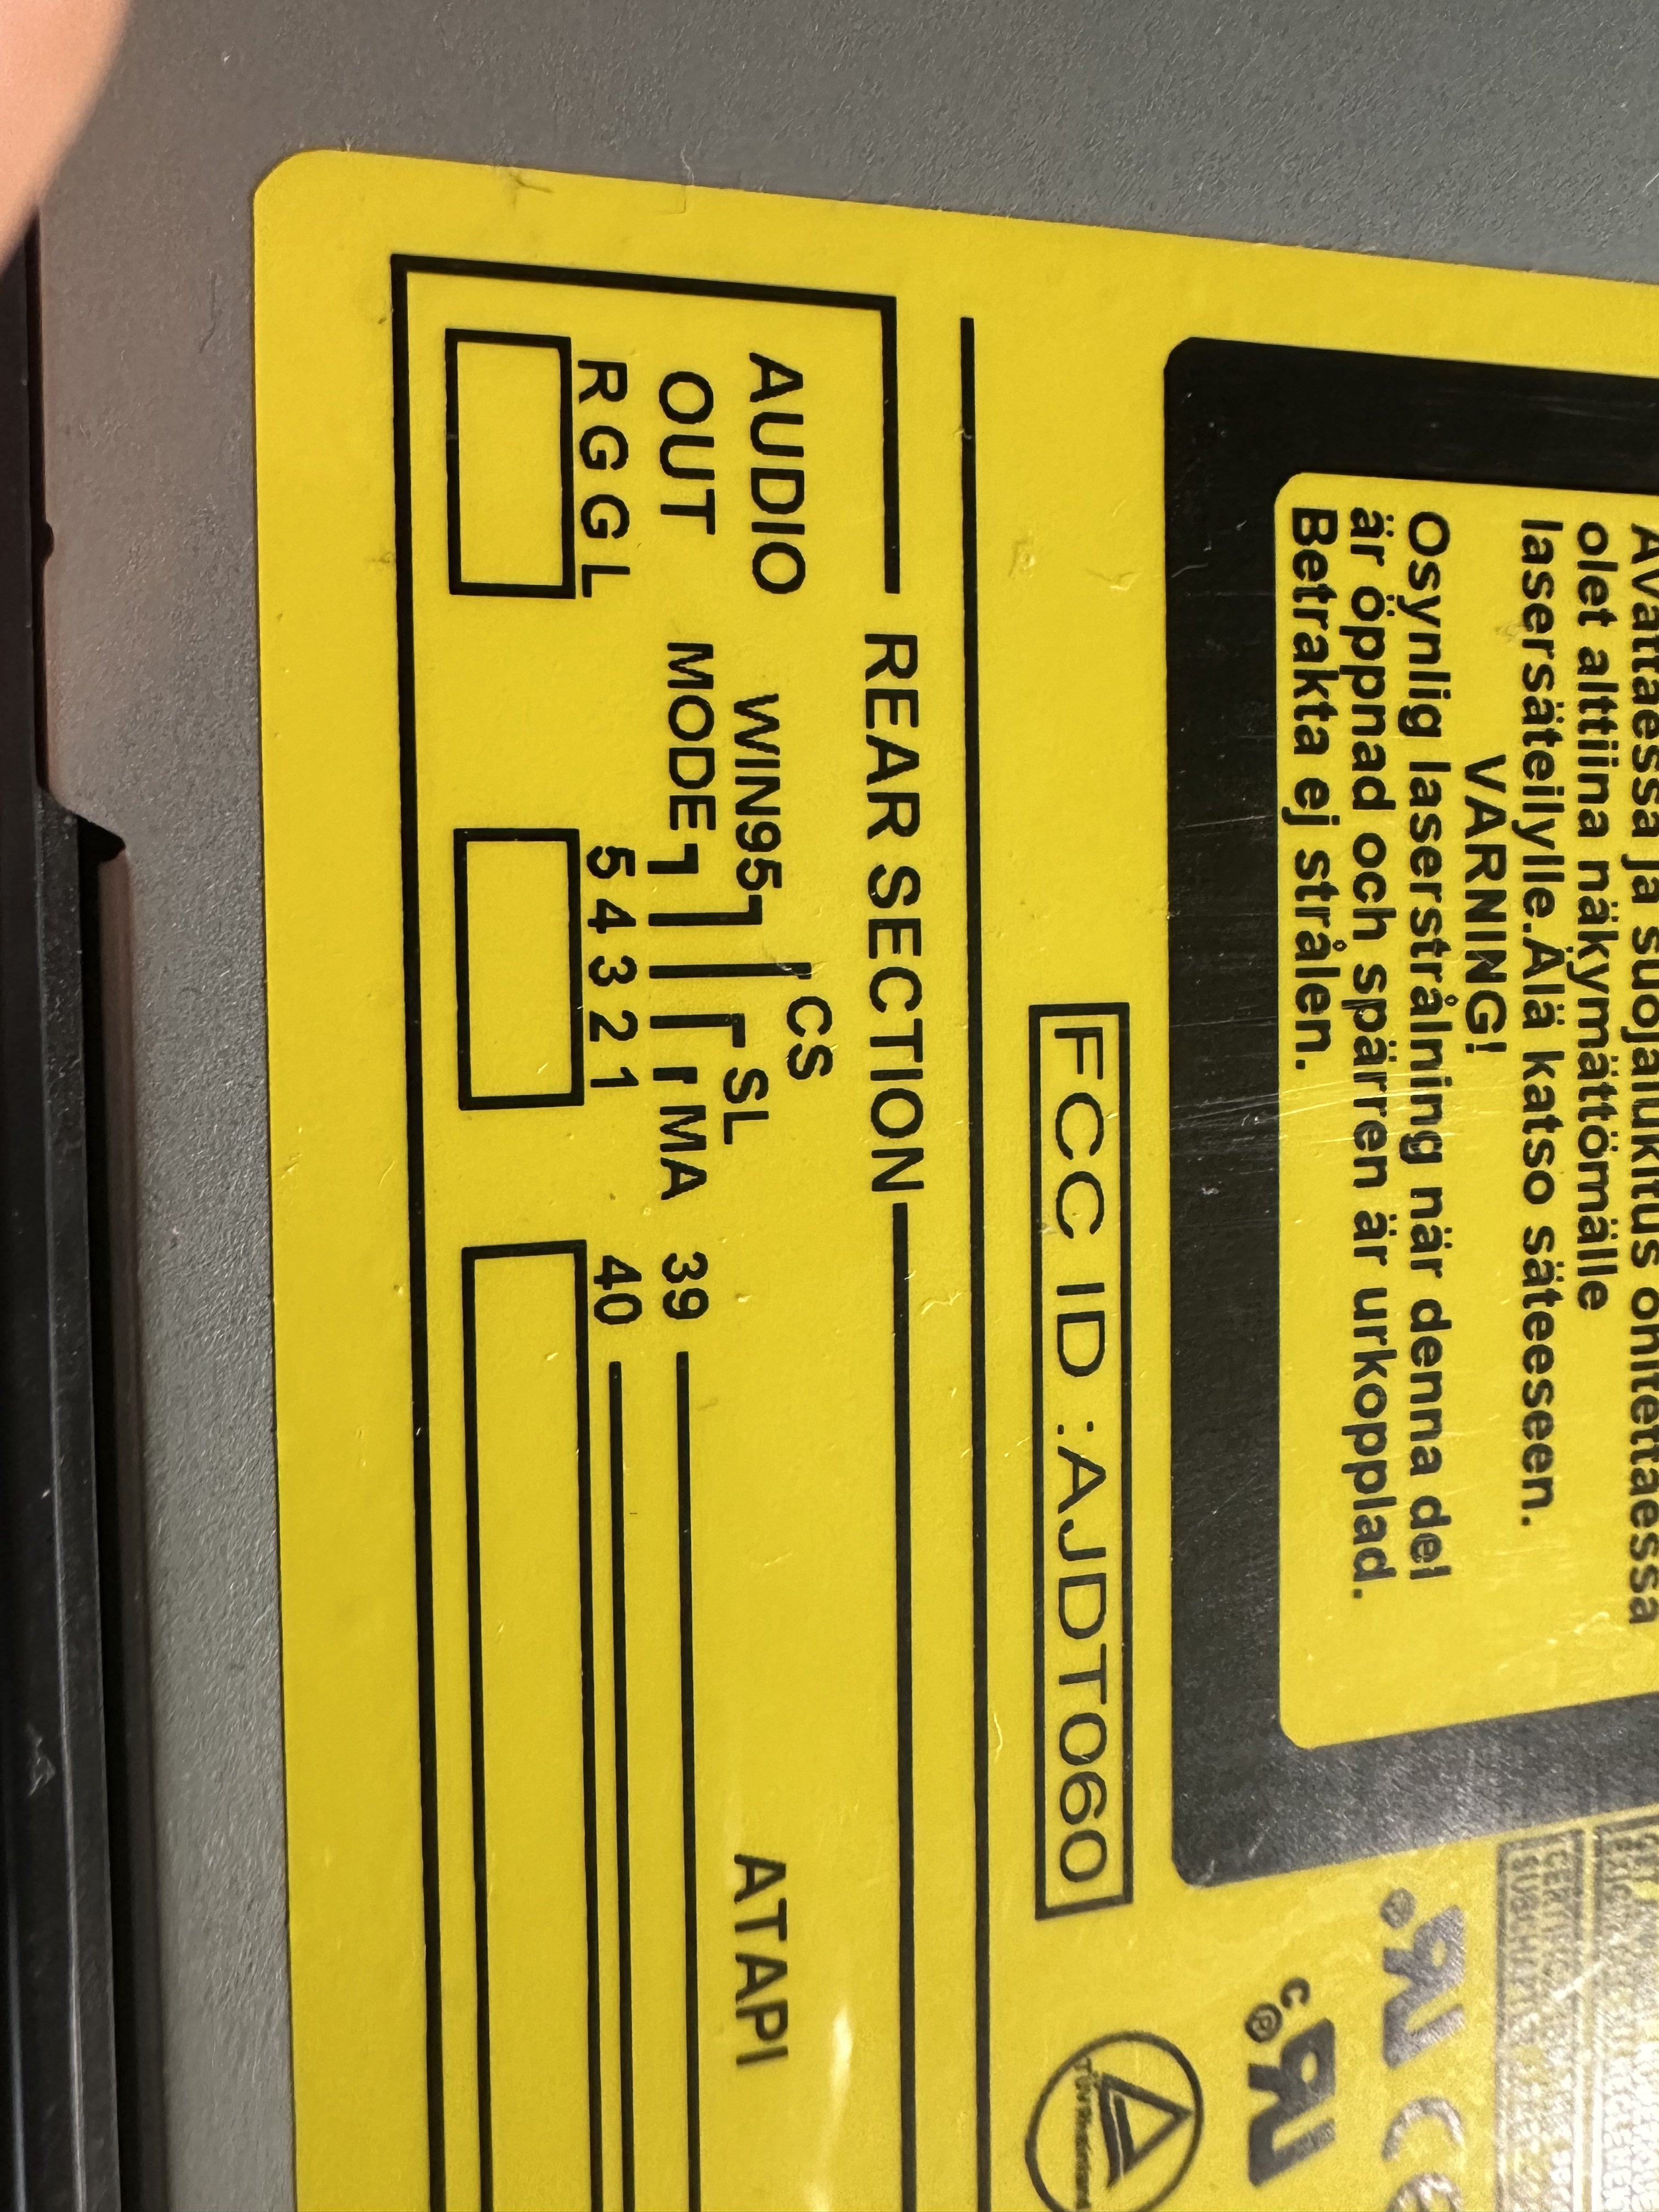 Avattaessa ja suojalukitus ohitettaessa
olet alttiina näkymättömälle
lasersäteilylle.Älä katso säteeseen.
VARNING!
Osynlig laserstrålning när denna del
är öppnad och spärren är urkopplad.
Betrakta ej strålen.
FCC ID :AJDT060
REAR SECTION
AUDIO
OUT
R G G L
WIN95
MODE
CS
SL
MA
5 4 3 2 1
39
40
ATAPI